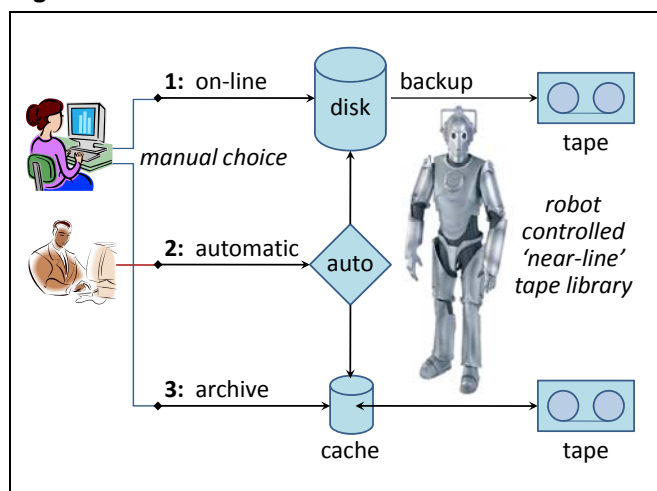 1: on-line
backup
disk
tape
manual choice
robot
controlled
‘near-line’
tape library
2: automatic
auto
3: archive
cache
tape